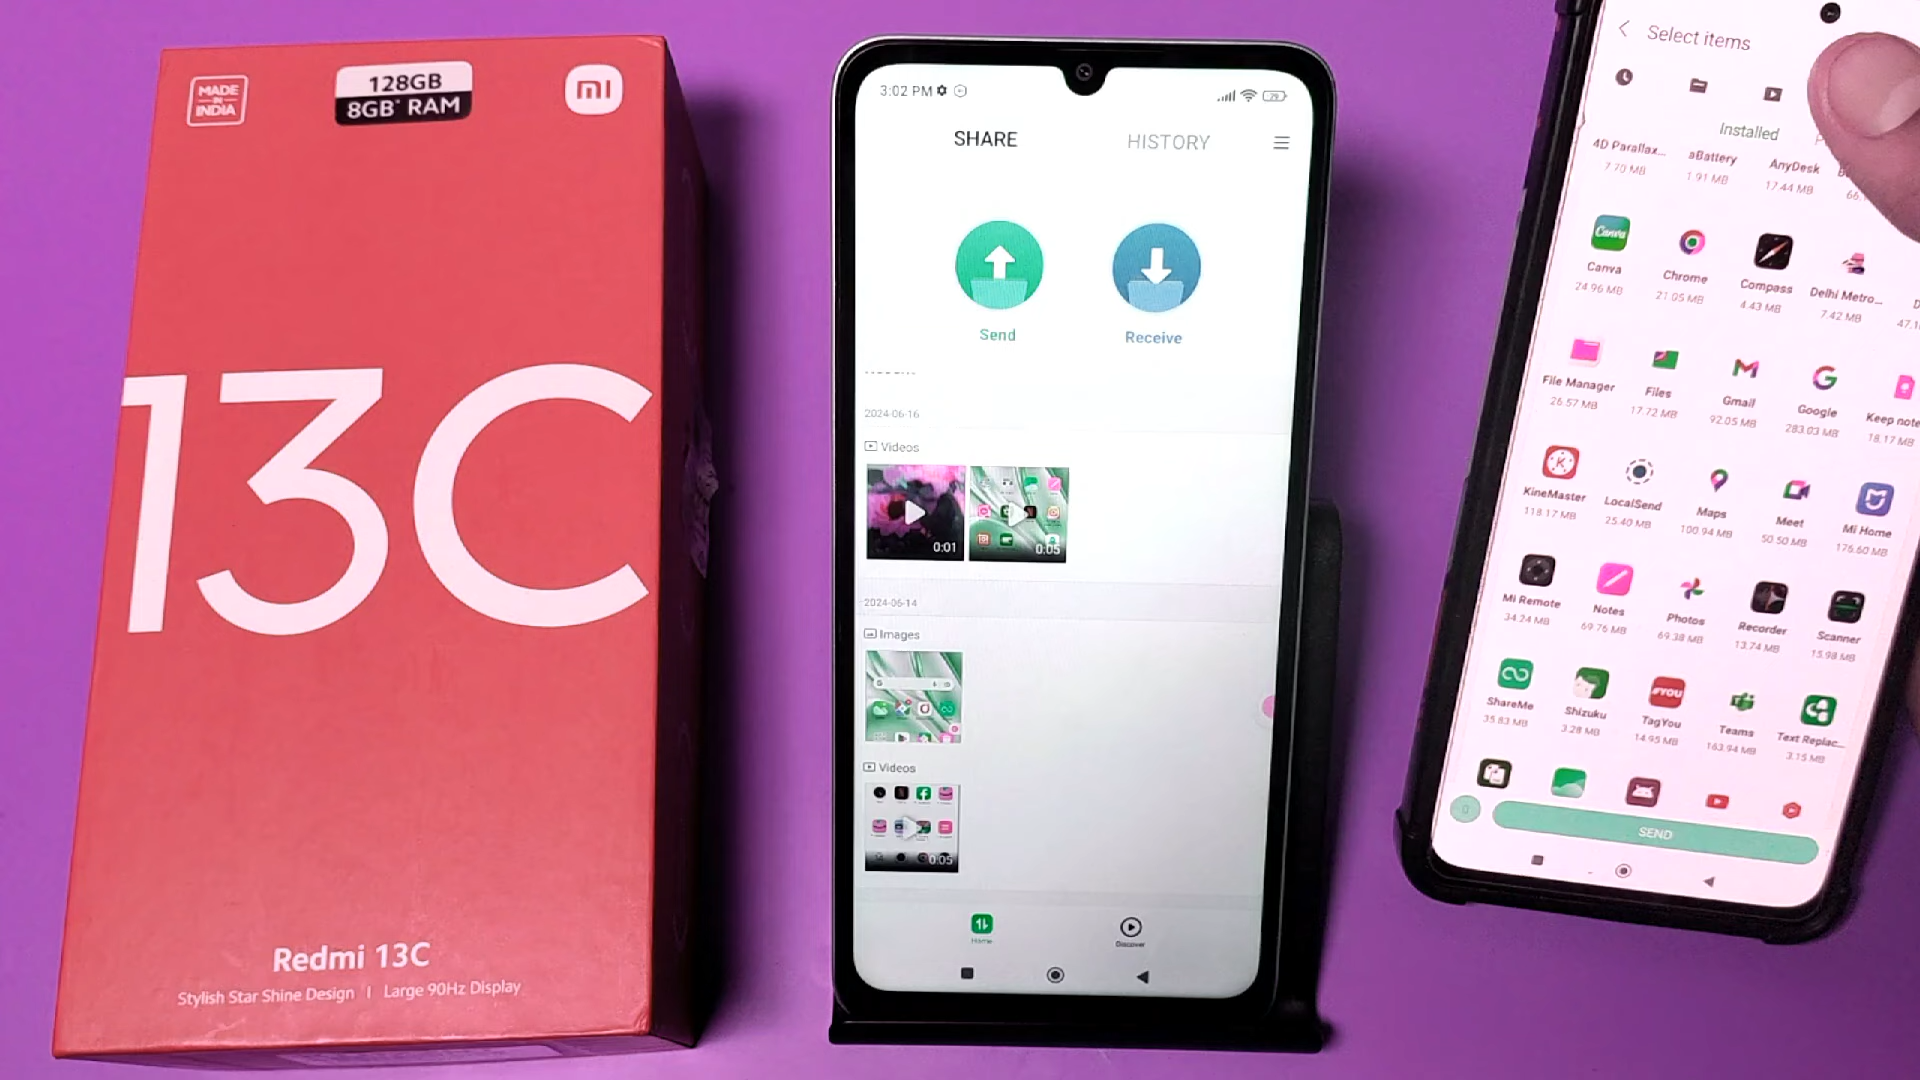 MADE
IN
INDIA
128GB
8GB* RAM
13C
Redmi 13C
Stylish Star Shine Design | Large 90Hz Display
3:02 PM
29
SHARE HISTORY
Send Receive
2024-06-16
Videos
0:01 0:05
2024-06-14
Images
Videos
0:05
Home Discover
Select items
Installed
4D Parallax... aBattery AnyDesk
7.70 MB 1.91 MB 17.44 MB
Canva Chrome Compass Delhi Metro...
24.96 MB 21.05 MB 4.43 MB 7.42 MB
File Manager Files Gmail Google Keep note
26.57 MB 17.72 MB 92.05 MB 283.03 MB 18.17 MB
KineMaster LocalSend Maps Meet Mi Home
118.17 MB 25.40 MB 100.94 MB 50.50 MB 176.60 MB
Mi Remote Notes Photos Recorder Scanner
34.24 MB 69.76 MB 69.38 MB 13.74 MB 15.98 MB
#YOU
ShareMe Shizuku TagYou Teams Text Replac...
35.83 MB 3.28 MB 14.95 MB 163.94 MB 3.15 MB
0 SEND